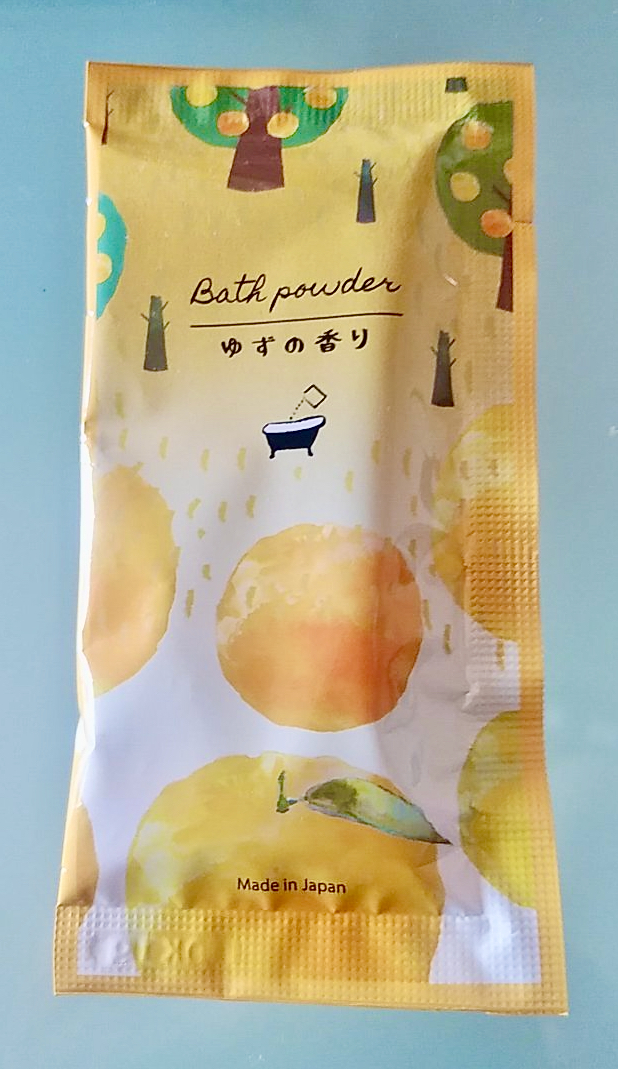 Bath powder
ゆずの香り
Made in Japan